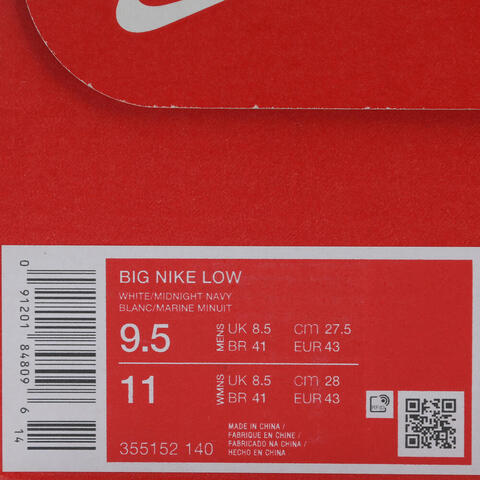 BIG NIKE LOW
WHITE/MIDNIGHT NAVY
BLANC/MARINE MINUIT
9.5 MENS UK 8.5 CM 27.5
BR 41 EUR 43
11 WMNS UK 8.5 CM 28
BR 41 EUR 43
355152 140
MADE IN CHINA /
FABRIQUE EN CHINE /
FABRICADO NA CHINA /
HECHO EN CHINA
RFID
0 91201 84809 6 14